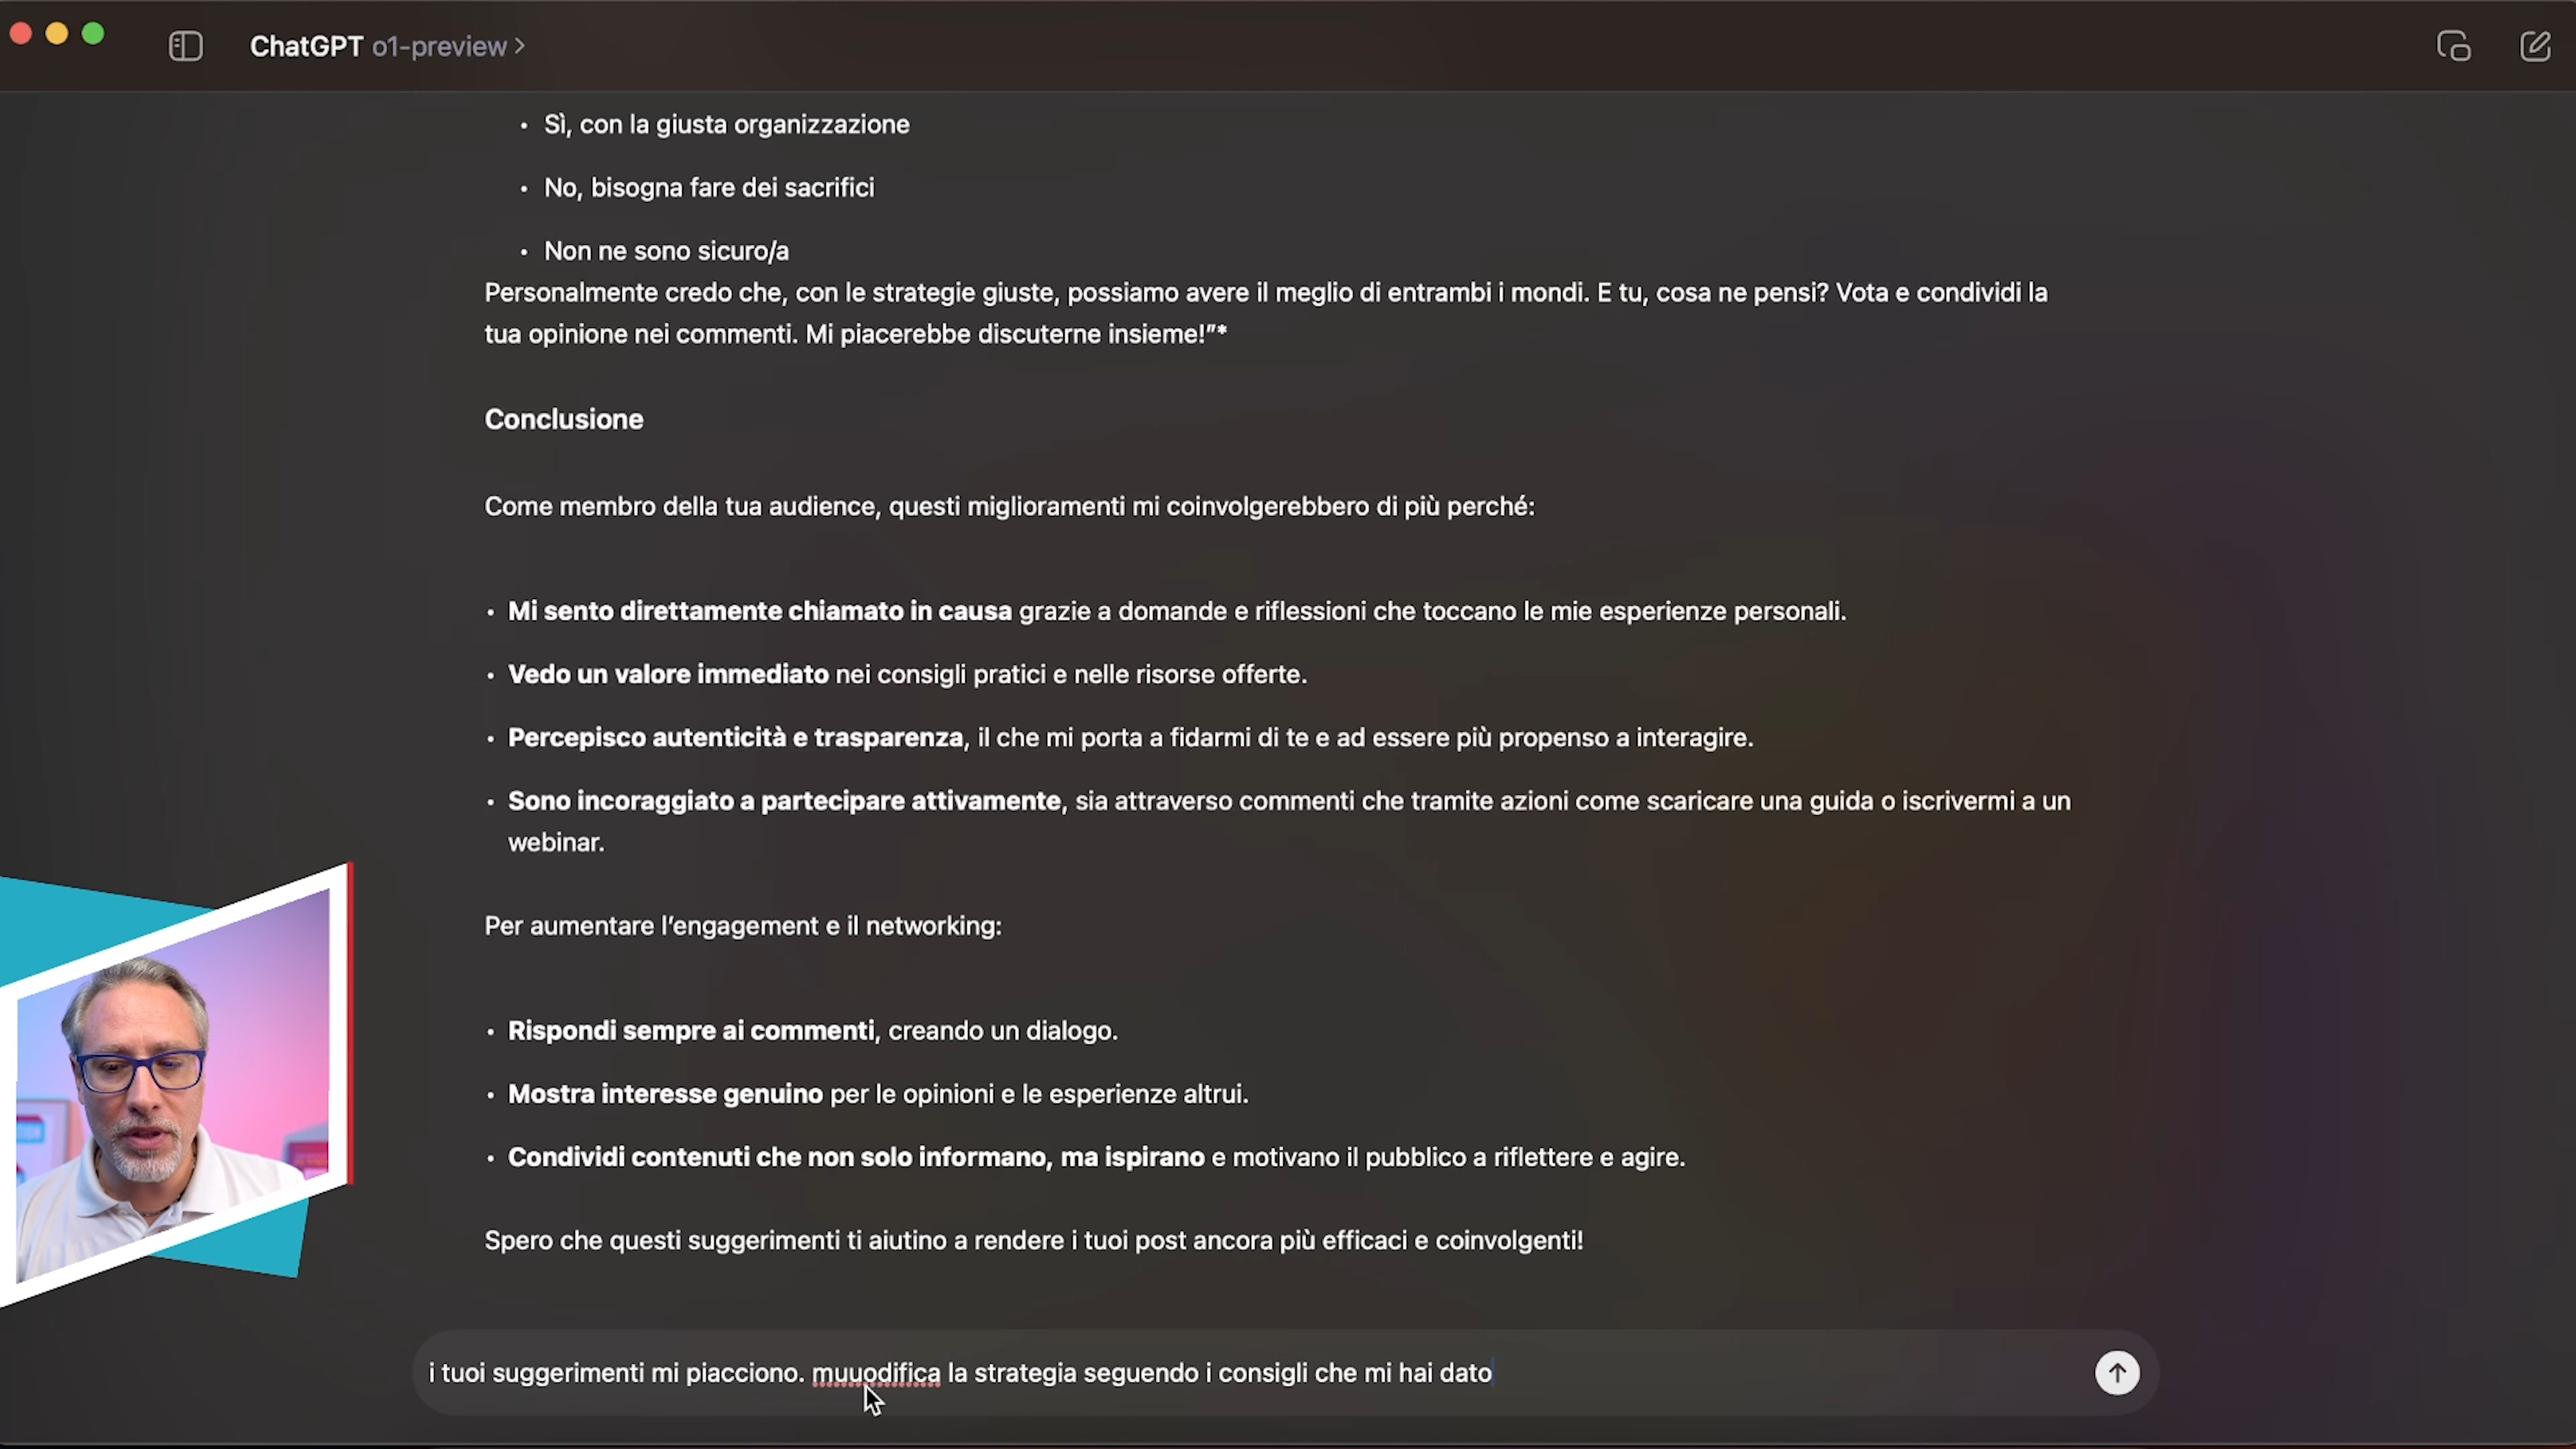 ChatGPT o1-preview >
• Sì, con la giusta organizzazione
• No, bisogna fare dei sacrifici
• Non ne sono sicuro/a
Personalmente credo che, con le strategie giuste, possiamo avere il meglio di entrambi i mondi. E tu, cosa ne pensi? Vota e condividi la
tua opinione nei commenti. Mi piacerebbe discuterne insieme!”*
Conclusione
Come membro della tua audience, questi miglioramenti mi coinvolgerebbero di più perché:
• Mi sento direttamente chiamato in causa grazie a domande e riflessioni che toccano le mie esperienze personali.
• Vedo un valore immediato nei consigli pratici e nelle risorse offerte.
• Percepisco autenticità e trasparenza, il che mi porta a fidarmi di te e ad essere più propenso a interagire.
• Sono incoraggiato a partecipare attivamente, sia attraverso commenti che tramite azioni come scaricare una guida o iscrivermi a un
webinar.
Per aumentare l’engagement e il networking:
• Rispondi sempre ai commenti, creando un dialogo.
• Mostra interesse genuino per le opinioni e le esperienze altrui.
• Condividi contenuti che non solo informano, ma ispirano e motivano il pubblico a riflettere e agire.
Spero che questi suggerimenti ti aiutino a rendere i tuoi post ancora più efficaci e coinvolgenti!
i tuoi suggerimenti mi piacciono. muuodifica la strategia seguendo i consigli che mi hai dato